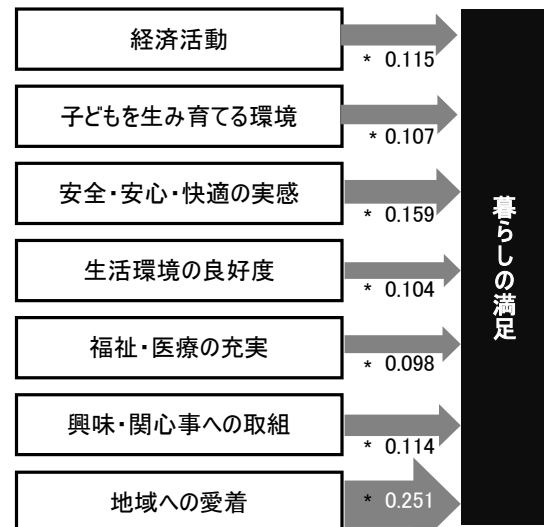 経済活動
* 0.115
子どもを生み育てる環境
* 0.107
安全・安心・快適の実感
* 0.159
生活環境の良好度
* 0.104
福祉・医療の充実
* 0.098
興味・関心事への取組
* 0.114
地域への愛着
* 0.251
暮らしの満足